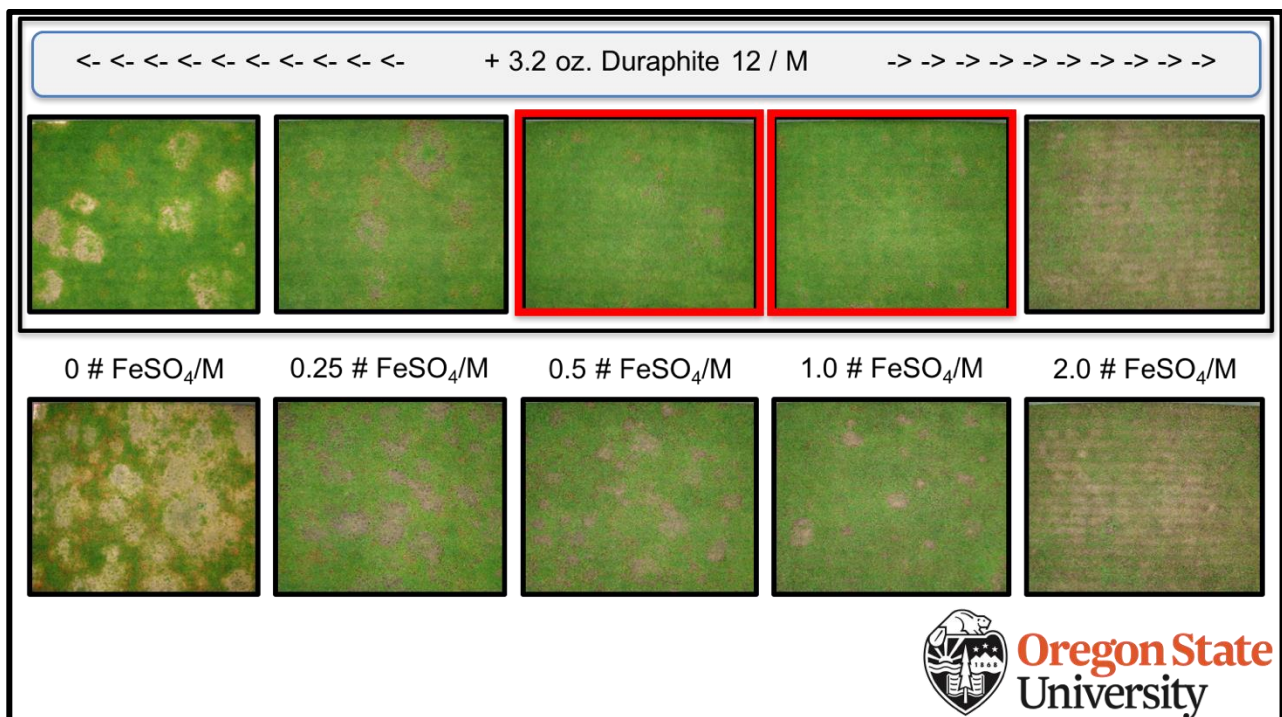 <- <- <- <- <- <- <- <- <- <- + 3.2 oz. Duraphite 12 / M -> -> -> -> -> -> -> -> -> ->
0 # FeSO₄/M 0.25 # FeSO₄/M 0.5 # FeSO₄/M 1.0 # FeSO₄/M 2.0 # FeSO₄/M
1868
Oregon State
University